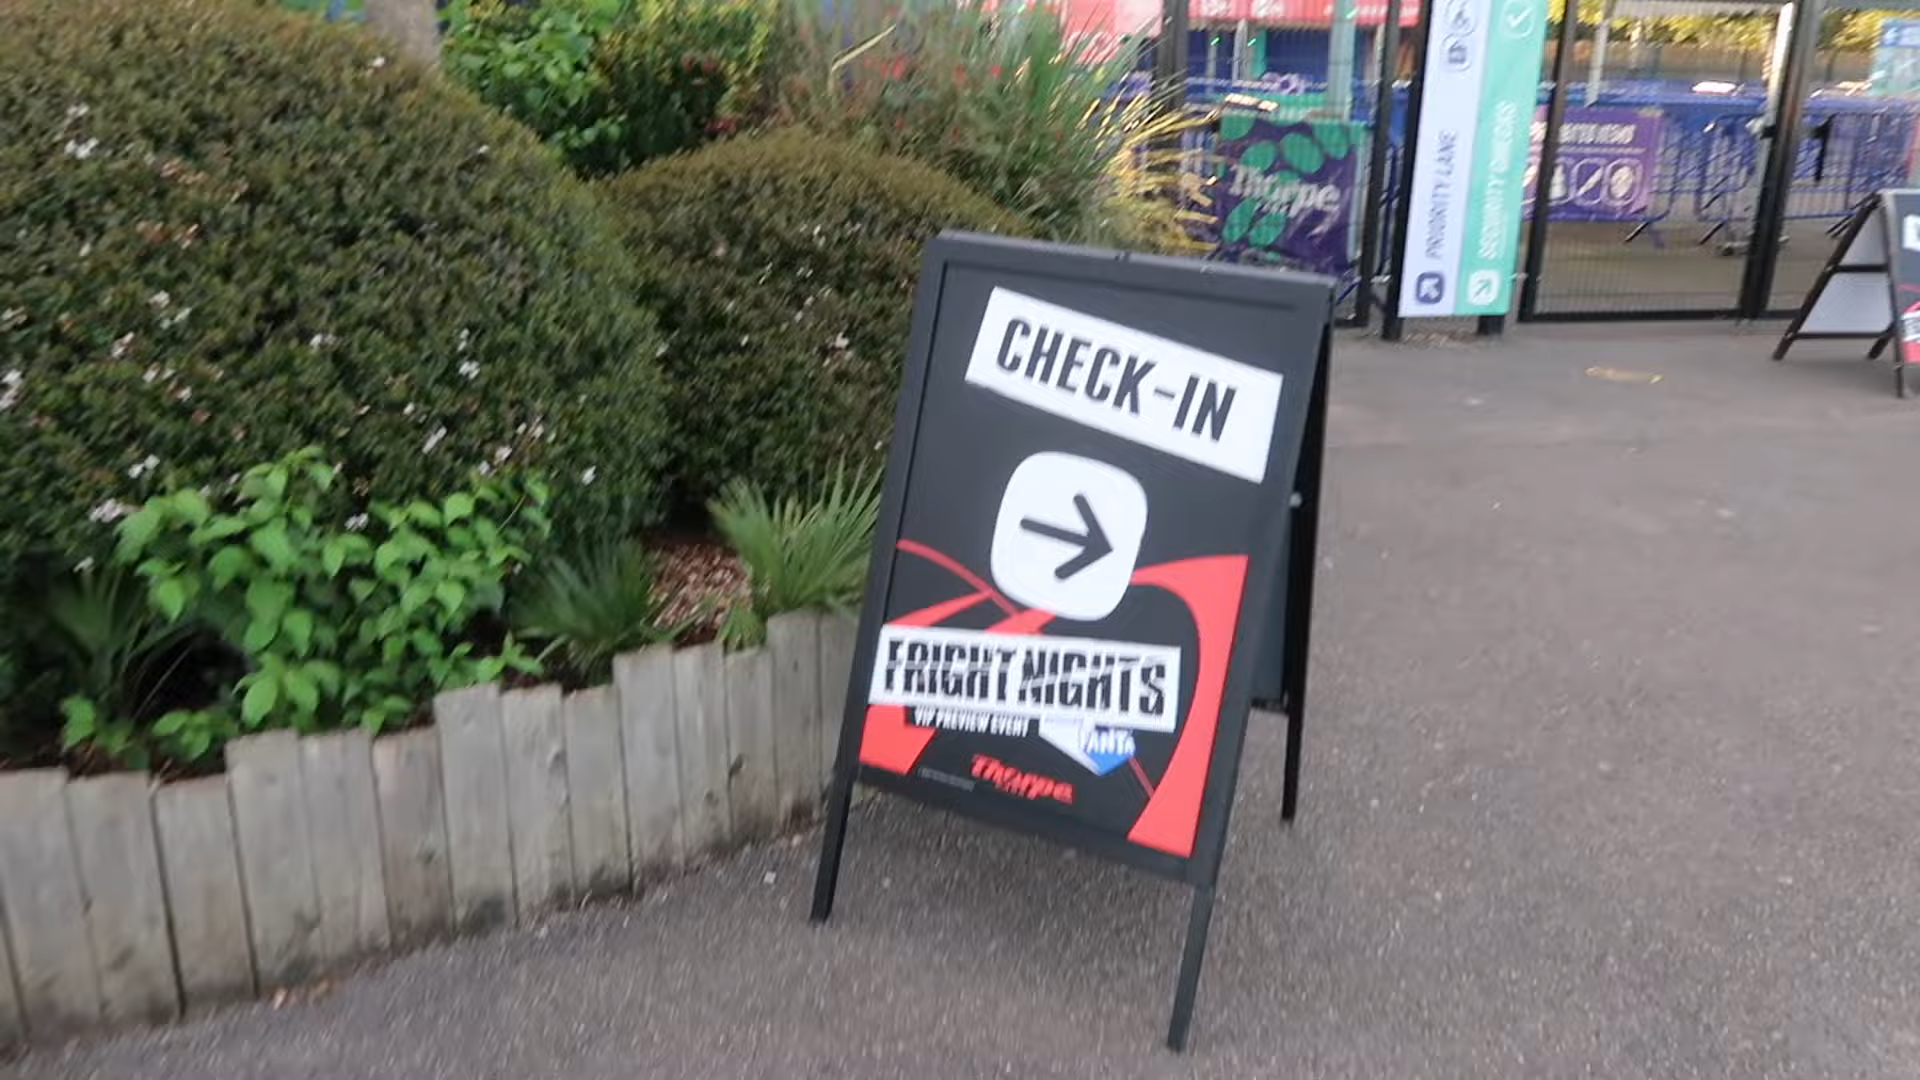 CHECK-IN
FRIGHT NIGHTS
VIP PREVIEW EVENT
FANTA
Thorpe
Thorpe
PRIORITY LANE
SECURITY CHECKS